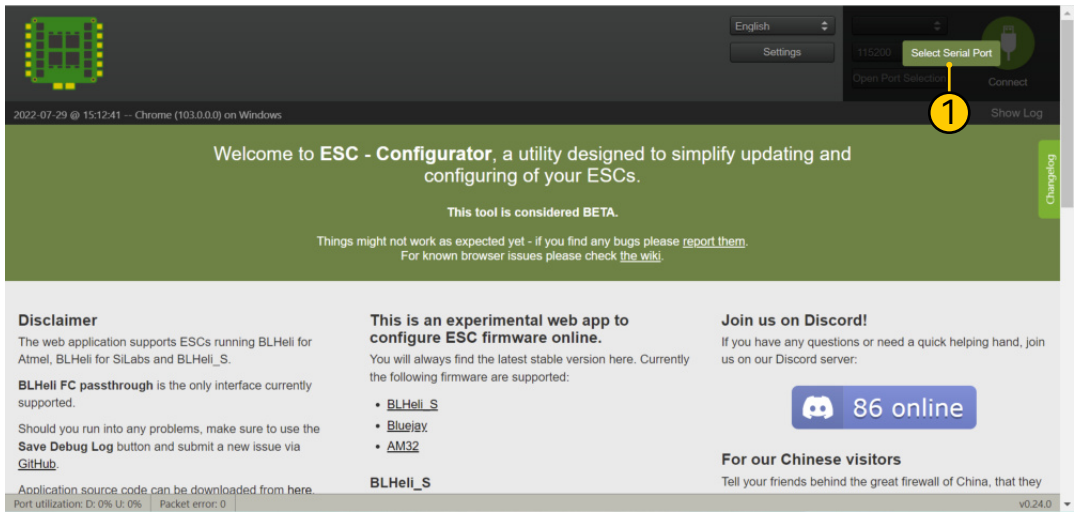 English
Settings
115200
Select Serial Port
Open Port Selection
Connect
1
2022-07-29 @ 15:12:41 -- Chrome (103.0.0.0) on Windows
Show Log
Welcome to ESC - Configurator, a utility designed to simplify updating and
configuring of your ESCs.
This tool is considered BETA.
Things might not work as expected yet - if you find any bugs please report them.
For known browser issues please check the wiki.
Changelog
Disclaimer
The web application supports ESCs running BLHeli for
Atmel, BLHeli for SiLabs and BLHeli_S.
BLHeli FC passthrough is the only interface currently
supported.
Should you run into any problems, make sure to use the
Save Debug Log button and submit a new issue via
GitHub.
Application source code can be downloaded from here.
This is an experimental web app to
configure ESC firmware online.
You will always find the latest stable version here. Currently
the following firmware are supported:
• BLHeli_S
• Bluejay
• AM32
BLHeli_S
Join us on Discord!
If you have any questions or need a quick helping hand, join
us on our Discord server:
86 online
For our Chinese visitors
Tell your friends behind the great firewall of China, that they
Port utilization: D: 0% U: 0%
Packet error: 0
v0.24.0